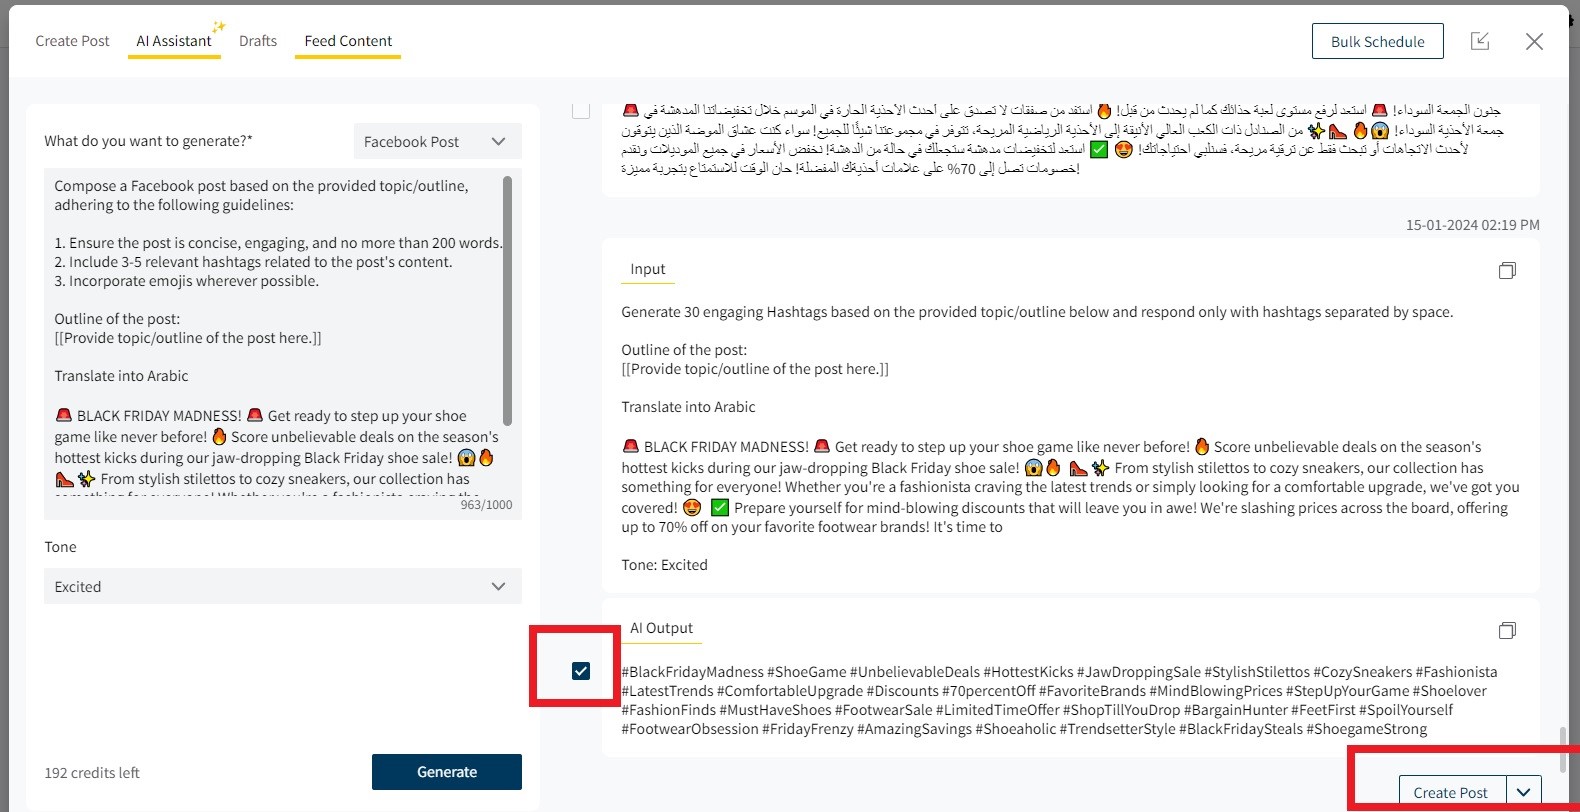 Create Post AI Assistant Drafts Feed Content Bulk Schedule
What do you want to generate?* Facebook Post
Compose a Facebook post based on the provided topic/outline,
adhering to the following guidelines:
1. Ensure the post is concise, engaging, and no more than 200 words.
2. Include 3-5 relevant hashtags related to the post's content.
3. Incorporate emojis wherever possible.
Outline of the post:
[[Provide topic/outline of the post here.]]
Translate into Arabic
🚨 BLACK FRIDAY MADNESS! 🚨 Get ready to step up your shoe
game like never before! 🔥 Score unbelievable deals on the season's
hottest kicks during our jaw-dropping Black Friday shoe sale! 😱🔥
👠✨ From stylish stilettos to cozy sneakers, our collection has
something for everyone! Whether you're a fashionista craving the
963/1000
Tone
Excited
192 credits left
Generate
جنون الجمعة السوداء! 🚨 استعد لرفع مستوى لعبة حذائك كما لم يحدث من قبل! 🔥 استفد من صفقات لا تصدق على أحدث الأحذية الحارة في الموسم خلال تخفيضاتنا المدهشة في 🚨
جمعة الأحذية السوداء! 😱🔥👠✨ من الصنادل ذات الكعب العالي الأنيقة إلى الأحذية الرياضية المريحة، تتوفر في مجموعتنا شيئًا للجميع! سواء كنت عشاق الموضة الذين يتوقون
لأحدث الاتجاهات أو تبحث فقط عن ترقية مريحة، فسنلبي احتياجاتك! 😍 ✅ استعد لتخفيضات مدهشة ستجعلك في حالة من الدهشة! نخفض الأسعار في جميع الموديلات ونقدم
خصومات تصل إلى 70% على علامات أحذيةك المفضلة! حان الوقت للاستمتاع بتجربة مميزة!
15-01-2024 02:19 PM
Input
Generate 30 engaging Hashtags based on the provided topic/outline below and respond only with hashtags separated by space.
Outline of the post:
[[Provide topic/outline of the post here.]]
Translate into Arabic
🚨 BLACK FRIDAY MADNESS! 🚨 Get ready to step up your shoe game like never before! 🔥 Score unbelievable deals on the season's
hottest kicks during our jaw-dropping Black Friday shoe sale! 😱🔥 👠✨ From stylish stilettos to cozy sneakers, our collection has
something for everyone! Whether you're a fashionista craving the latest trends or simply looking for a comfortable upgrade, we've got you
covered! 😍 ✅ Prepare yourself for mind-blowing discounts that will leave you in awe! We're slashing prices across the board, offering
up to 70% off on your favorite footwear brands! It's time to
Tone: Excited
AI Output
#BlackFridayMadness #ShoeGame #UnbelievableDeals #HottestKicks #JawDroppingSale #StylishStilettos #CozySneakers #Fashionista
#LatestTrends #ComfortableUpgrade #Discounts #70percentOff #FavoriteBrands #MindBlowingPrices #StepUpYourGame #Shoelover
#FashionFinds #MustHaveShoes #FootwearSale #LimitedTimeOffer #ShopTillYouDrop #BargainHunter #FeetFirst #SpoilYourself
#FootwearObsession #FridayFrenzy #AmazingSavings #Shoeaholic #TrendsetterStyle #BlackFridaySteals #ShoegameStrong
Create Post